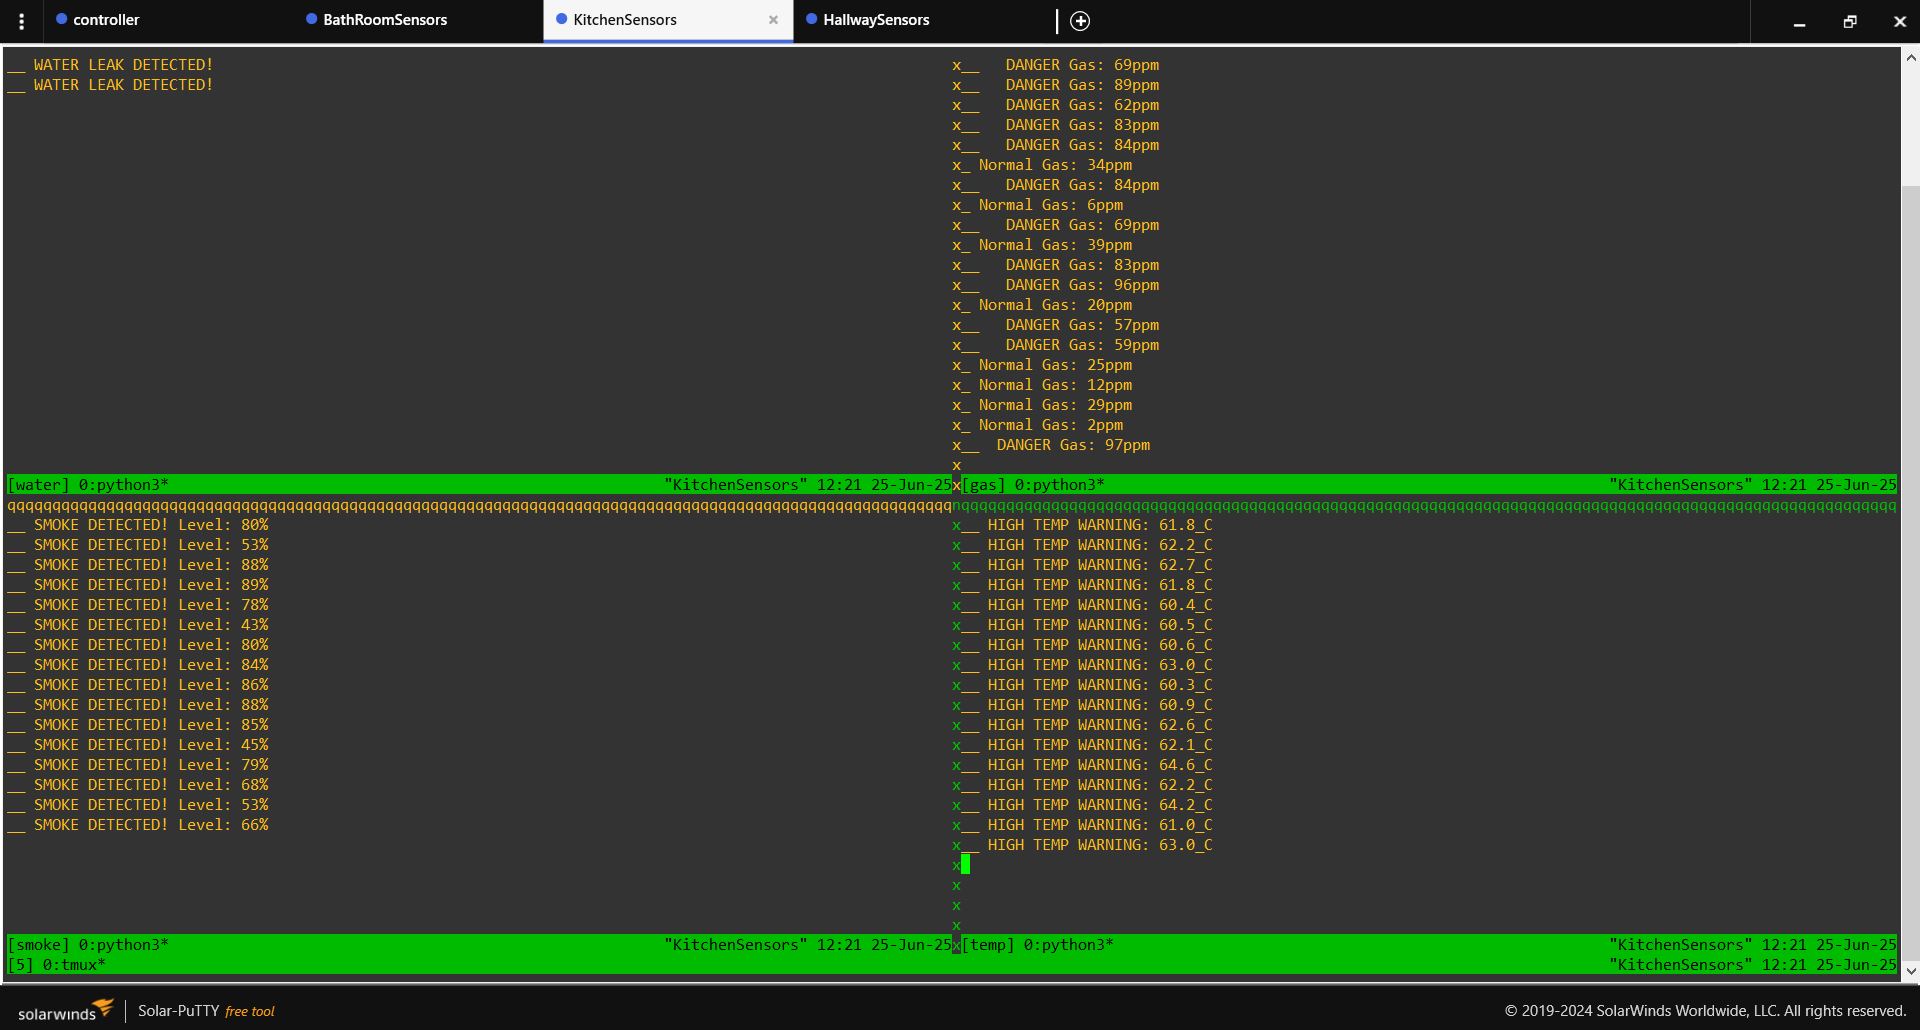 controller
BathRoomSensors
KitchenSensors
HallwaySensors
__ WATER LEAK DETECTED!
__ WATER LEAK DETECTED!
x__   DANGER Gas: 69ppm
x__   DANGER Gas: 89ppm
x__   DANGER Gas: 62ppm
x__   DANGER Gas: 83ppm
x__   DANGER Gas: 84ppm
x_ Normal Gas: 34ppm
x__   DANGER Gas: 84ppm
x_ Normal Gas: 6ppm
x__   DANGER Gas: 69ppm
x_ Normal Gas: 39ppm
x__   DANGER Gas: 83ppm
x__   DANGER Gas: 96ppm
x_ Normal Gas: 20ppm
x__   DANGER Gas: 57ppm
x__   DANGER Gas: 59ppm
x_ Normal Gas: 25ppm
x_ Normal Gas: 12ppm
x_ Normal Gas: 29ppm
x_ Normal Gas: 2ppm
x__  DANGER Gas: 97ppm
x
[water] 0:python3* "KitchenSensors" 12:21 25-Jun-25
x[gas] 0:python3* "KitchenSensors" 12:21 25-Jun-25
qqqqqqqqqqqqqqqqqqqqqqqqqqqqqqqqqqqqqqqqqqqqqqqqqqqqqqqqqqqqqqqqqqqqqqqqqqqqqqqqqqqqqqqqqqqqqqqqqqqqqqqqqnqqqqqqqqqqqqqqqqqqqqqqqqqqqqqqqqqqqqqqqqqqqqqqqqqqqqqqqqqqqqqqqqqqqqqqqqqqqqqqqqqqqqqqqqqqqqqqqqqqqqqqqqq
__ SMOKE DETECTED! Level: 80%
__ SMOKE DETECTED! Level: 53%
__ SMOKE DETECTED! Level: 88%
__ SMOKE DETECTED! Level: 89%
__ SMOKE DETECTED! Level: 78%
__ SMOKE DETECTED! Level: 43%
__ SMOKE DETECTED! Level: 80%
__ SMOKE DETECTED! Level: 84%
__ SMOKE DETECTED! Level: 86%
__ SMOKE DETECTED! Level: 88%
__ SMOKE DETECTED! Level: 85%
__ SMOKE DETECTED! Level: 45%
__ SMOKE DETECTED! Level: 79%
__ SMOKE DETECTED! Level: 68%
__ SMOKE DETECTED! Level: 53%
__ SMOKE DETECTED! Level: 66%
x__ HIGH TEMP WARNING: 61.8_C
x__ HIGH TEMP WARNING: 62.2_C
x__ HIGH TEMP WARNING: 62.7_C
x__ HIGH TEMP WARNING: 61.8_C
x__ HIGH TEMP WARNING: 60.4_C
x__ HIGH TEMP WARNING: 60.5_C
x__ HIGH TEMP WARNING: 60.6_C
x__ HIGH TEMP WARNING: 63.0_C
x__ HIGH TEMP WARNING: 60.3_C
x__ HIGH TEMP WARNING: 60.9_C
x__ HIGH TEMP WARNING: 62.6_C
x__ HIGH TEMP WARNING: 62.1_C
x__ HIGH TEMP WARNING: 64.6_C
x__ HIGH TEMP WARNING: 62.2_C
x__ HIGH TEMP WARNING: 64.2_C
x__ HIGH TEMP WARNING: 61.0_C
x__ HIGH TEMP WARNING: 63.0_C
x
x
x
x
[smoke] 0:python3* "KitchenSensors" 12:21 25-Jun-25
x[temp] 0:python3* "KitchenSensors" 12:21 25-Jun-25
[5] 0:tmux* "KitchenSensors" 12:21 25-Jun-25
solarwinds
Solar-PuTTY free tool
© 2019-2024 SolarWinds Worldwide, LLC. All rights reserved.